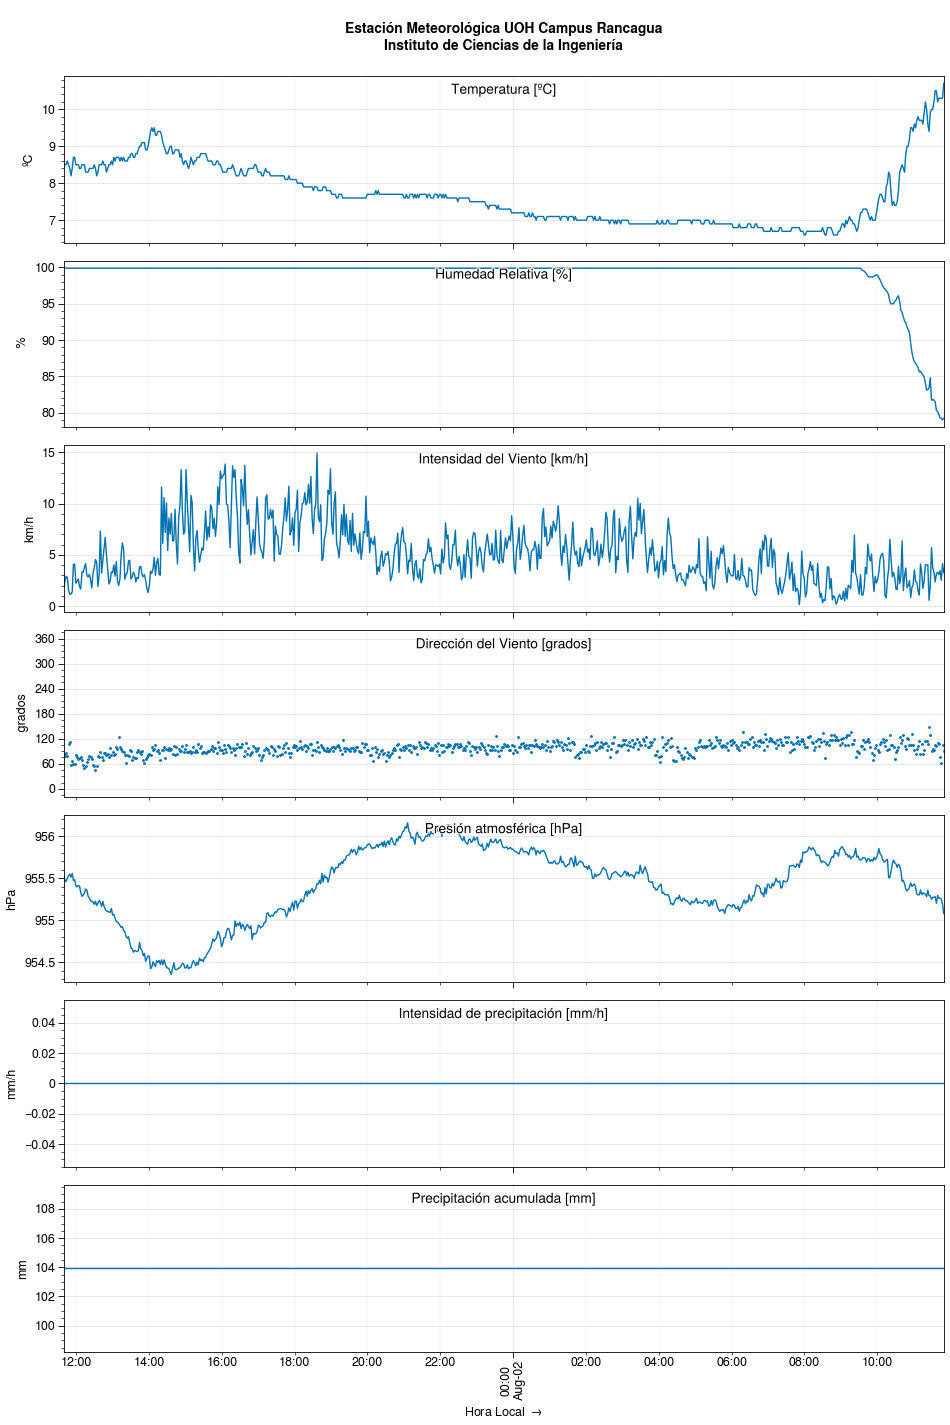 Estación Meteorológica UOH Campus Rancagua
Instituto de Ciencias de la Ingeniería
Temperatura [ºC]
ºC
10
9
8
7
Humedad Relativa [%]
%
100
95
90
85
80
Intensidad del Viento [km/h]
km/h
15
10
5
0
Dirección del Viento [grados]
grados
360
300
240
180
120
60
0
Presión atmosférica [hPa]
hPa
956
955.5
955
954.5
Intensidad de precipitación [mm/h]
mm/h
0.04
0.02
0
−0.02
−0.04
Precipitación acumulada [mm]
mm
108
106
104
102
100
12:00 14:00 16:00 18:00 20:00 22:00 00:00 02:00 04:00 06:00 08:00 10:00
Aug-02
Hora Local →